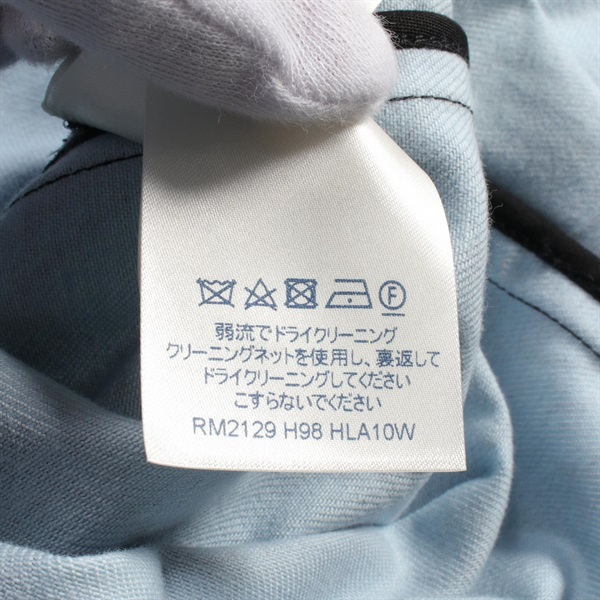 F
弱流でドライクリーニング
クリーニングネットを使用し、裏返して
ドライクリーニングしてください
こすらないでください
RM2129 H98 HLA10W